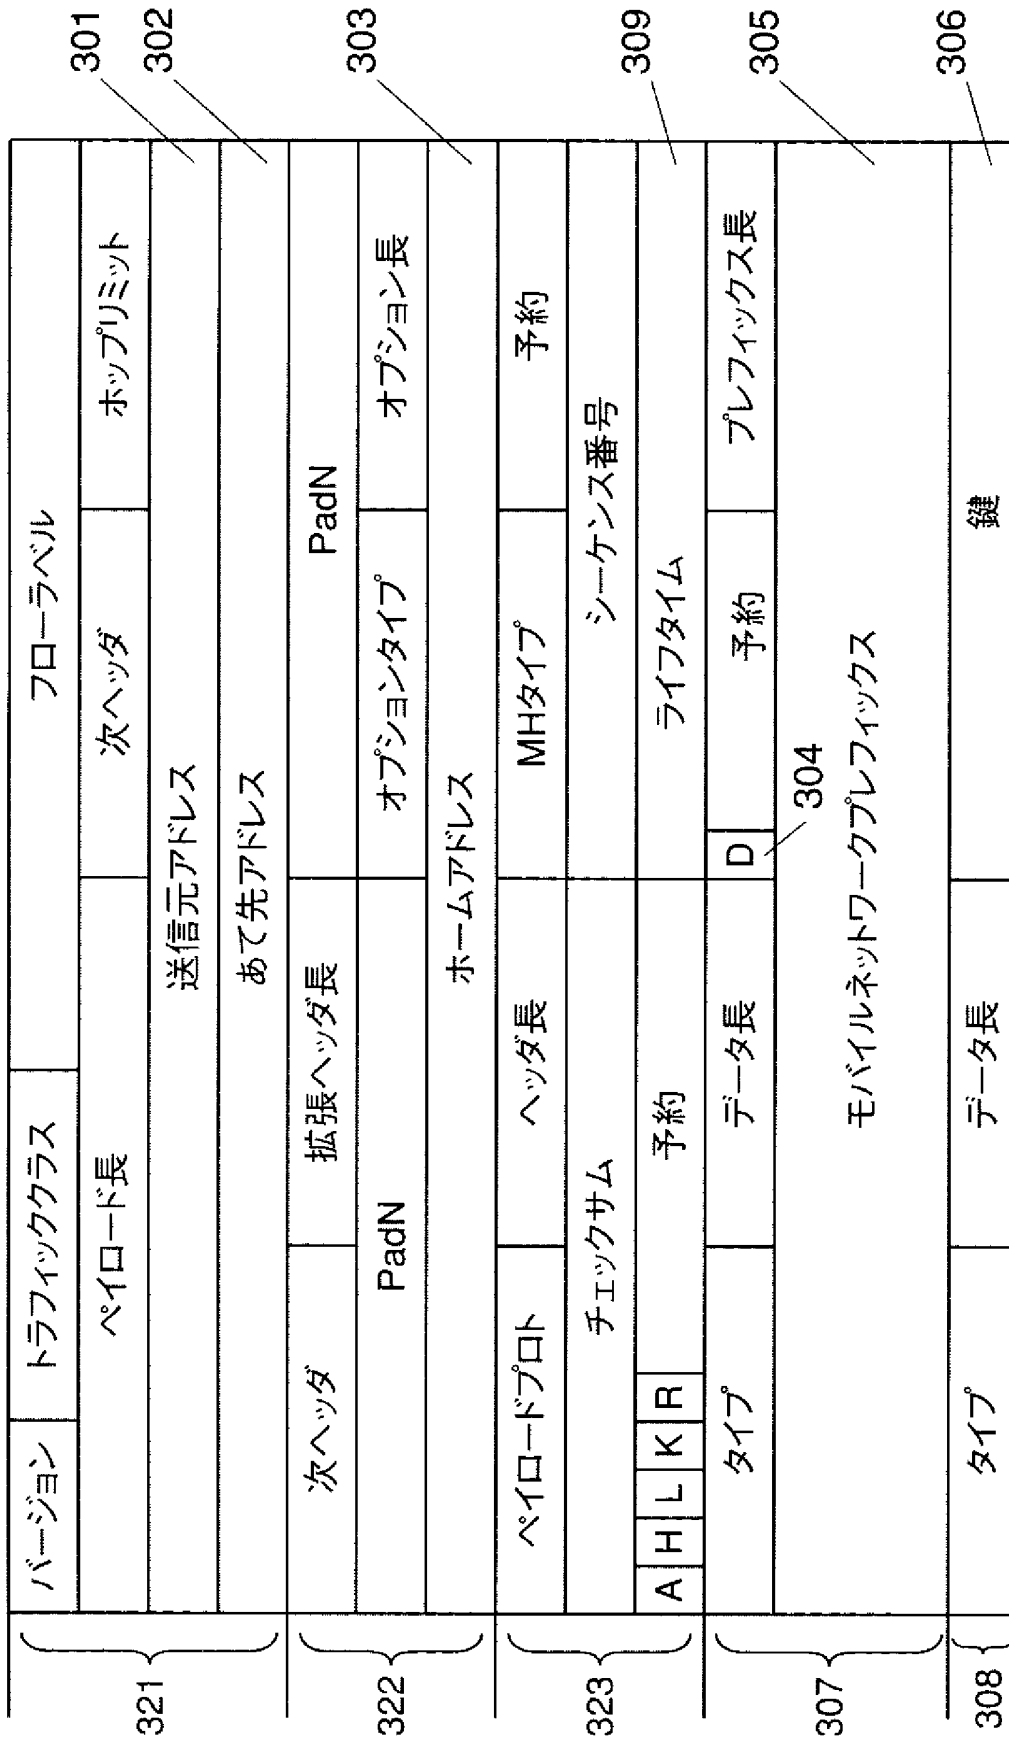 321 バージョン トラフィッククラス フローラベル
ペイロード長 次ヘッダ ホップリミット
送信元アドレス 301
あて先アドレス 302
322 次ヘッダ 拡張ヘッダ長 PadN
PadN オプションタイプ オプション長
ホームアドレス 303
323 ペイロードプロト ヘッダ長 MHタイプ 予約
チェックサム シーケンス番号
A H L K R 予約 ライフタイム 309
307 タイプ データ長 D 予約 プレフィックス長
304
モバイルネットワークプレフィックス 305
308 タイプ データ長 鍵 306